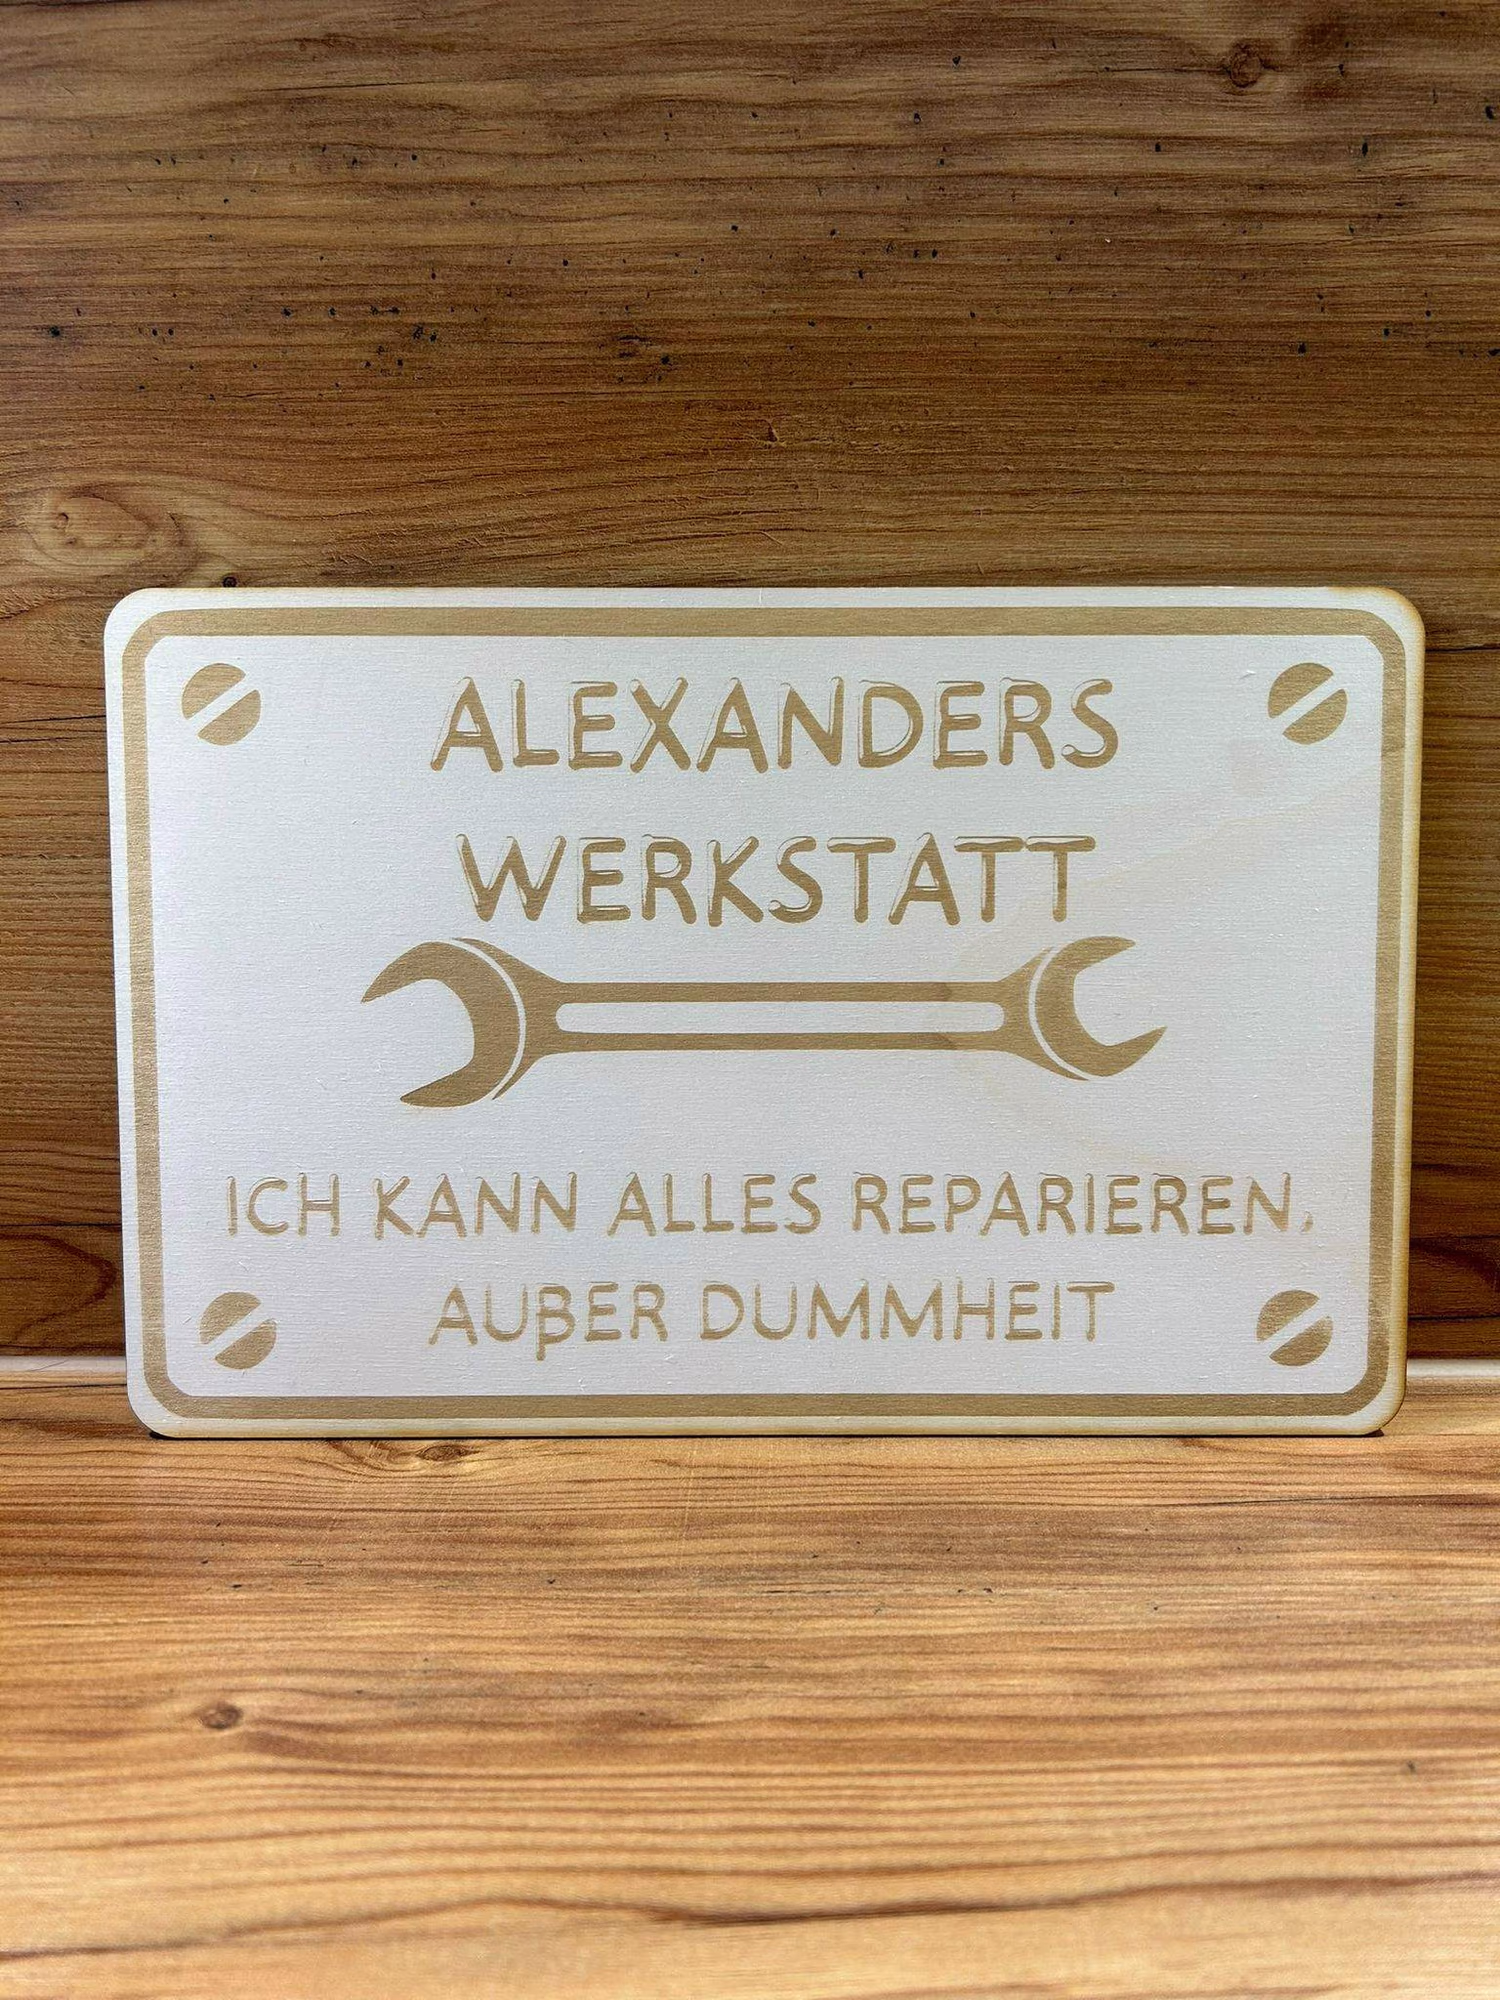 ALEXANDERS
WERKSTATT
ICH KANN ALLES REPARIEREN,
AUßER DUMMHEIT